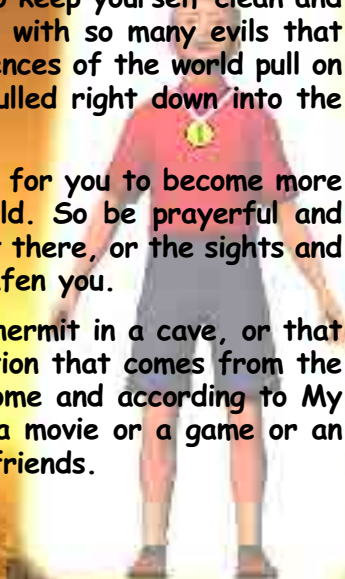 keep yourself clean and
with so many evils that
ences of the world pull on
ulled right down into the
for you to become more
ld. So be prayerful and
there, or the sights and
fen you.
hermit in a cave, or that
tion that comes from the
ome and according to My
a movie or a game or an
friends.